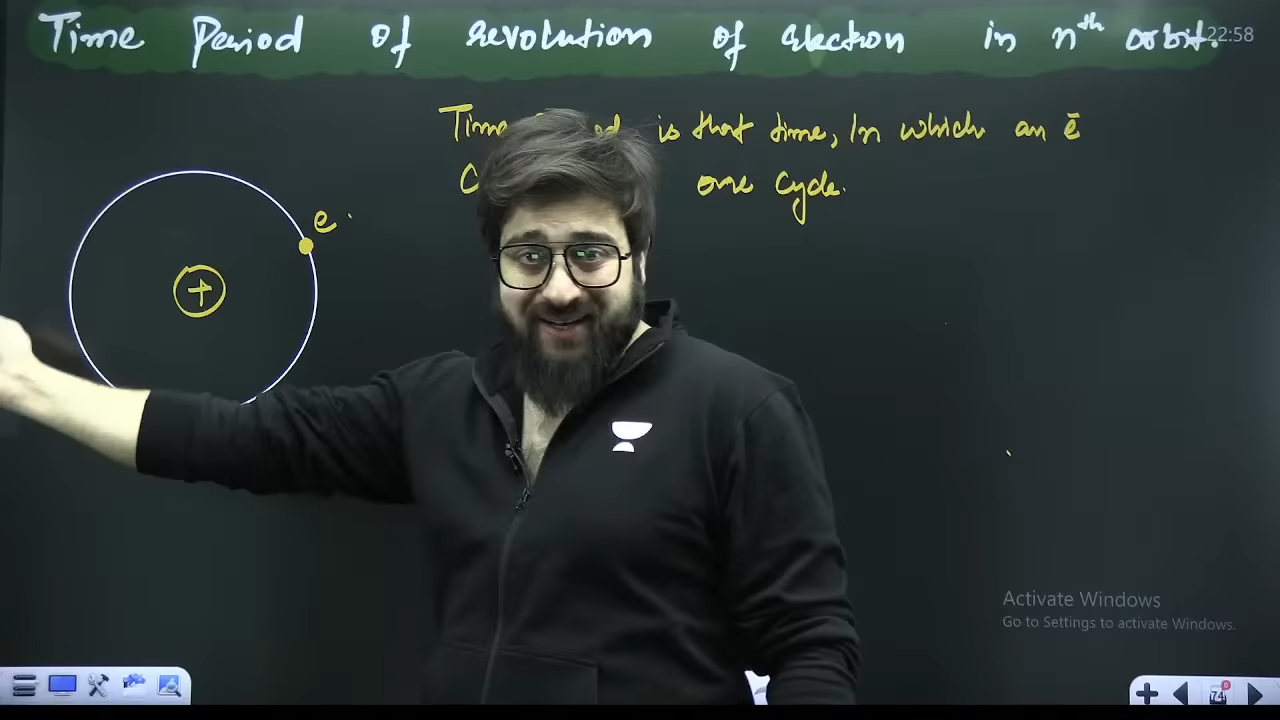 Time Period of revolution of electron in nth orbit.
22:58
is that time, In which an ē
one cycle.
e
+
Activate Windows
Go to Settings to activate Windows.
74